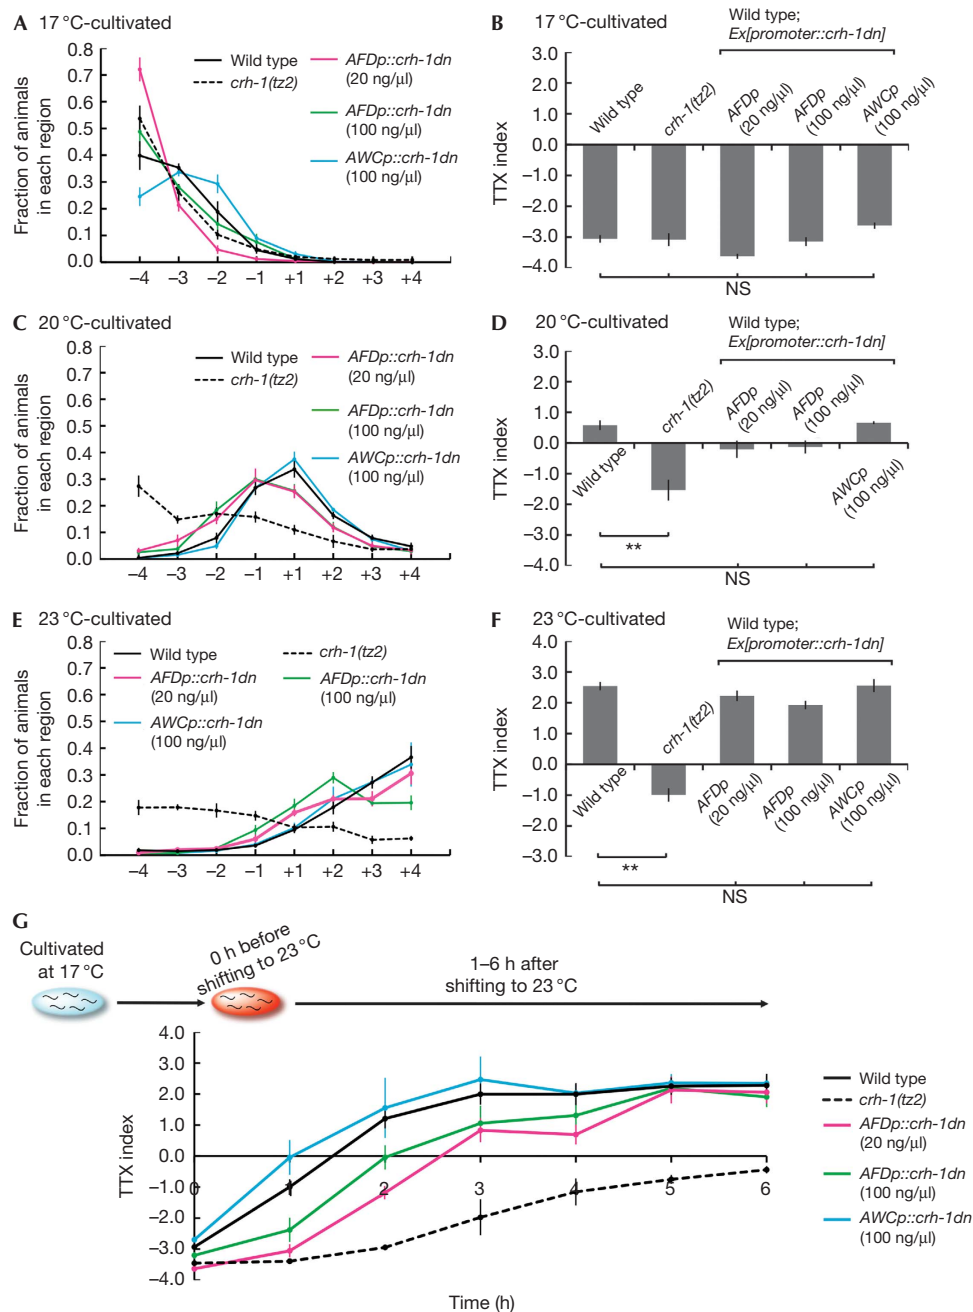 A 17 °C-cultivated
Fraction of animals
in each region
0.8
0.7
0.6
0.5
0.4
0.3
0.2
0.1
0.0
–4 –3 –2 –1 +1 +2 +3 +4
Wild type
crh-1(tz2)
AFDp::crh-1dn
(20 ng/μl)
AFDp::crh-1dn
(100 ng/μl)
AWCp::crh-1dn
(100 ng/μl)
B 17 °C-cultivated
Wild type;
Ex[promoter::crh-1dn]
TTX index
3.0
2.0
1.0
0.0
–1.0
–2.0
–3.0
–4.0
Wild type
crh-1(tz2)
AFDp
(20 ng/μl)
AFDp
(100 ng/μl)
AWCp
(100 ng/μl)
NS
C 20 °C-cultivated
Fraction of animals
in each region
0.8
0.7
0.6
0.5
0.4
0.3
0.2
0.1
0.0
–4 –3 –2 –1 +1 +2 +3 +4
Wild type
crh-1(tz2)
AFDp::crh-1dn
(20 ng/μl)
AFDp::crh-1dn
(100 ng/μl)
AWCp::crh-1dn
(100 ng/μl)
D 20 °C-cultivated
Wild type;
Ex[promoter::crh-1dn]
TTX index
3.0
2.0
1.0
0.0
–1.0
–2.0
–3.0
–4.0
Wild type
crh-1(tz2)
AFDp
(20 ng/μl)
AFDp
(100 ng/μl)
AWCp
(100 ng/μl)
**
NS
E 23 °C-cultivated
Fraction of animals
in each region
0.8
0.7
0.6
0.5
0.4
0.3
0.2
0.1
0.0
–4 –3 –2 –1 +1 +2 +3 +4
Wild type
AFDp::crh-1dn
(20 ng/μl)
AWCp::crh-1dn
(100 ng/μl)
crh-1(tz2)
AFDp::crh-1dn
(100 ng/μl)
F 23 °C-cultivated
Wild type;
Ex[promoter::crh-1dn]
TTX index
4.0
3.0
2.0
1.0
0.0
–1.0
–2.0
–3.0
Wild type
crh-1(tz2)
AFDp
(20 ng/μl)
AFDp
(100 ng/μl)
AWCp
(100 ng/μl)
**
NS
G
Cultivated
at 17 °C
0 h before
shifting to 23 °C
1–6 h after
shifting to 23 °C
TTX index
4.0
3.0
2.0
1.0
0.0
–1.0
–2.0
–3.0
–4.0
0 1 2 3 4 5 6
Time (h)
Wild type
crh-1(tz2)
AFDp::crh-1dn
(20 ng/μl)
AFDp::crh-1dn
(100 ng/μl)
AWCp::crh-1dn
(100 ng/μl)